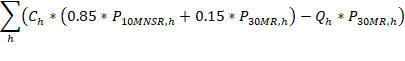 ∑_h (C_h * (0.85 * P_{10MNSR,h} + 0.15 * P_{30MR,h}) − Q_h * P_{30MR,h})